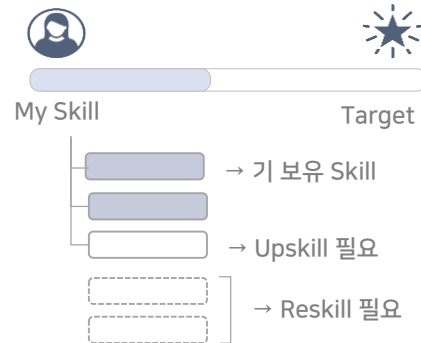 My Skill
Target
→ 기 보유 Skill
→ Upskill 필요
→ Reskill 필요